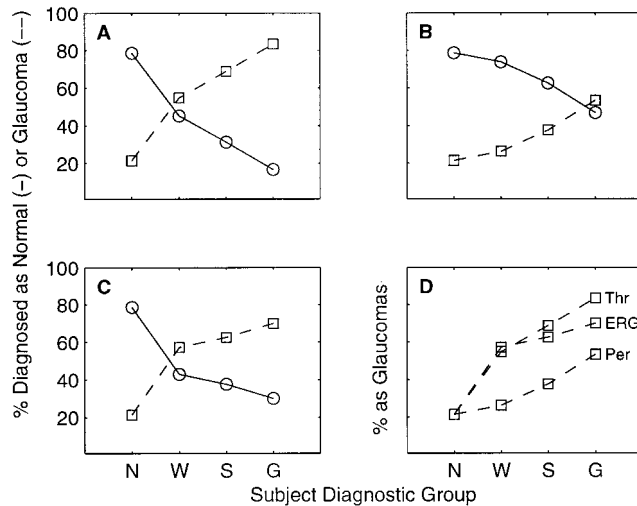 % Diagnosed as Normal (–) or Glaucoma (– –)
A
100
80
60
40
20
B
C
100
80
60
40
20
N W S G
% as Glaucomas
D
Thr
ERG
Per
N W S G
Subject Diagnostic Group